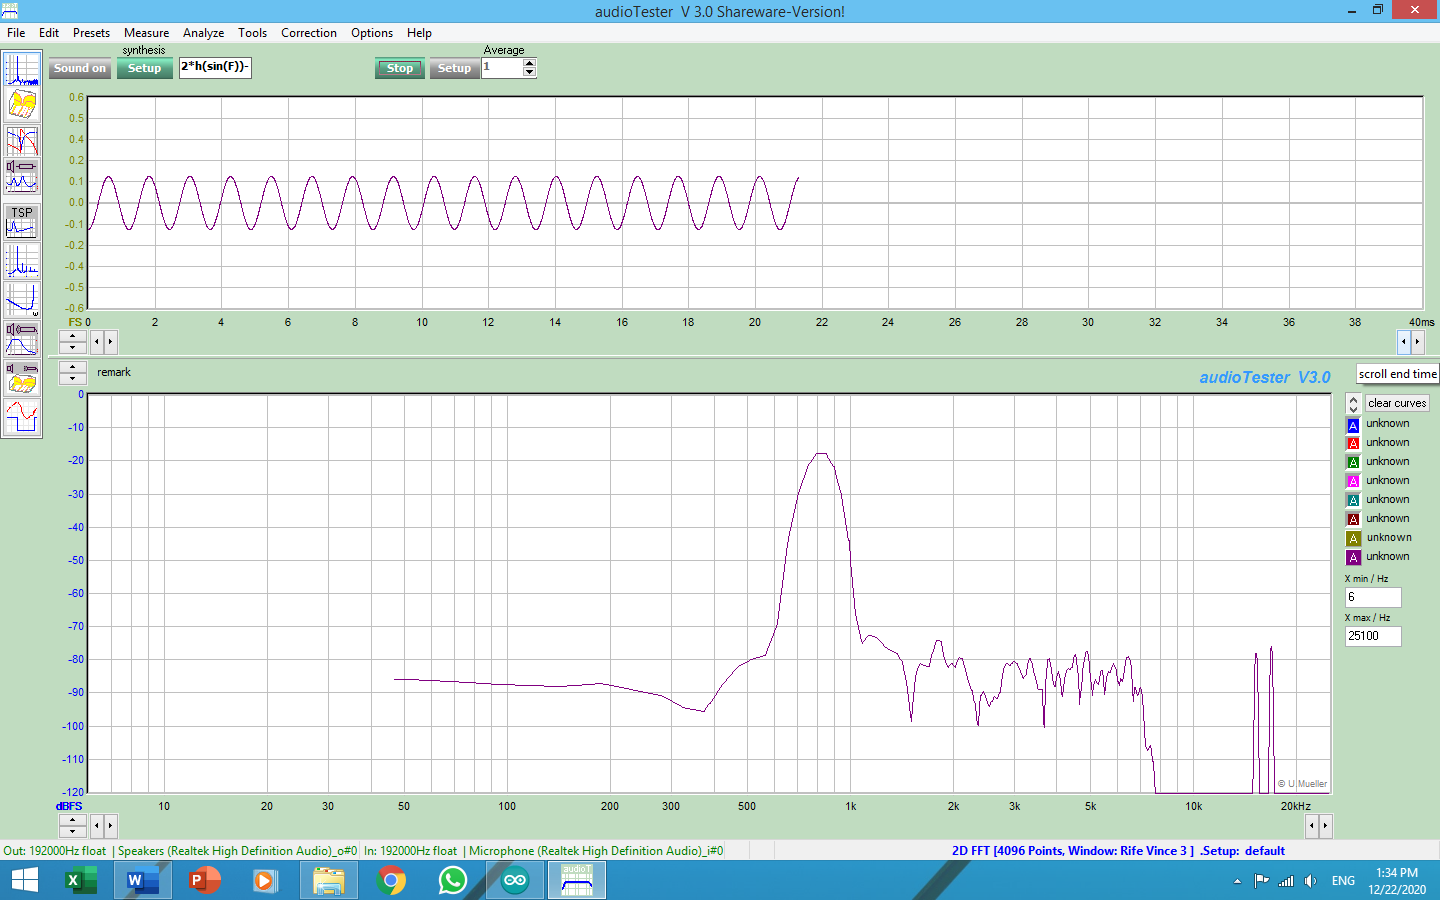 audioTester  V 3.0 Shareware-Version!
File Edit Presets Measure Analyze Tools Correction Options Help
synthesis Average
Sound on Setup 2*h(sin(F))- Stop Setup 1
0.6
0.5
0.4
0.2
0.1
0.0
-0.1
-0.2
-0.4
-0.5
-0.6
TSP
FS 0 2 4 6 8 10 12 14 16 18 20 22 24 26 28 30 32 34 36 38 40ms
remark
audioTester  V3.0
scroll end time
clear curves
A unknown
A unknown
A unknown
A unknown
A unknown
A unknown
A unknown
A unknown
X min / Hz
6
X max / Hz
25100
0
-10
-20
-30
-40
-50
-60
-70
-80
-90
-100
-110
-120
© U.Mueller
dBFS 10 20 30 50 100 200 300 500 1k 2k 3k 5k 10k 20kHz
Out: 192000Hz float | Speakers (Realtek High Definition Audio)_o#0 In: 192000Hz float | Microphone (Realtek High Definition Audio)_i#0 2D FFT [4096 Points, Window: Rife Vince 3 ] .Setup: default
audioT
ENG
1:34 PM
12/22/2020